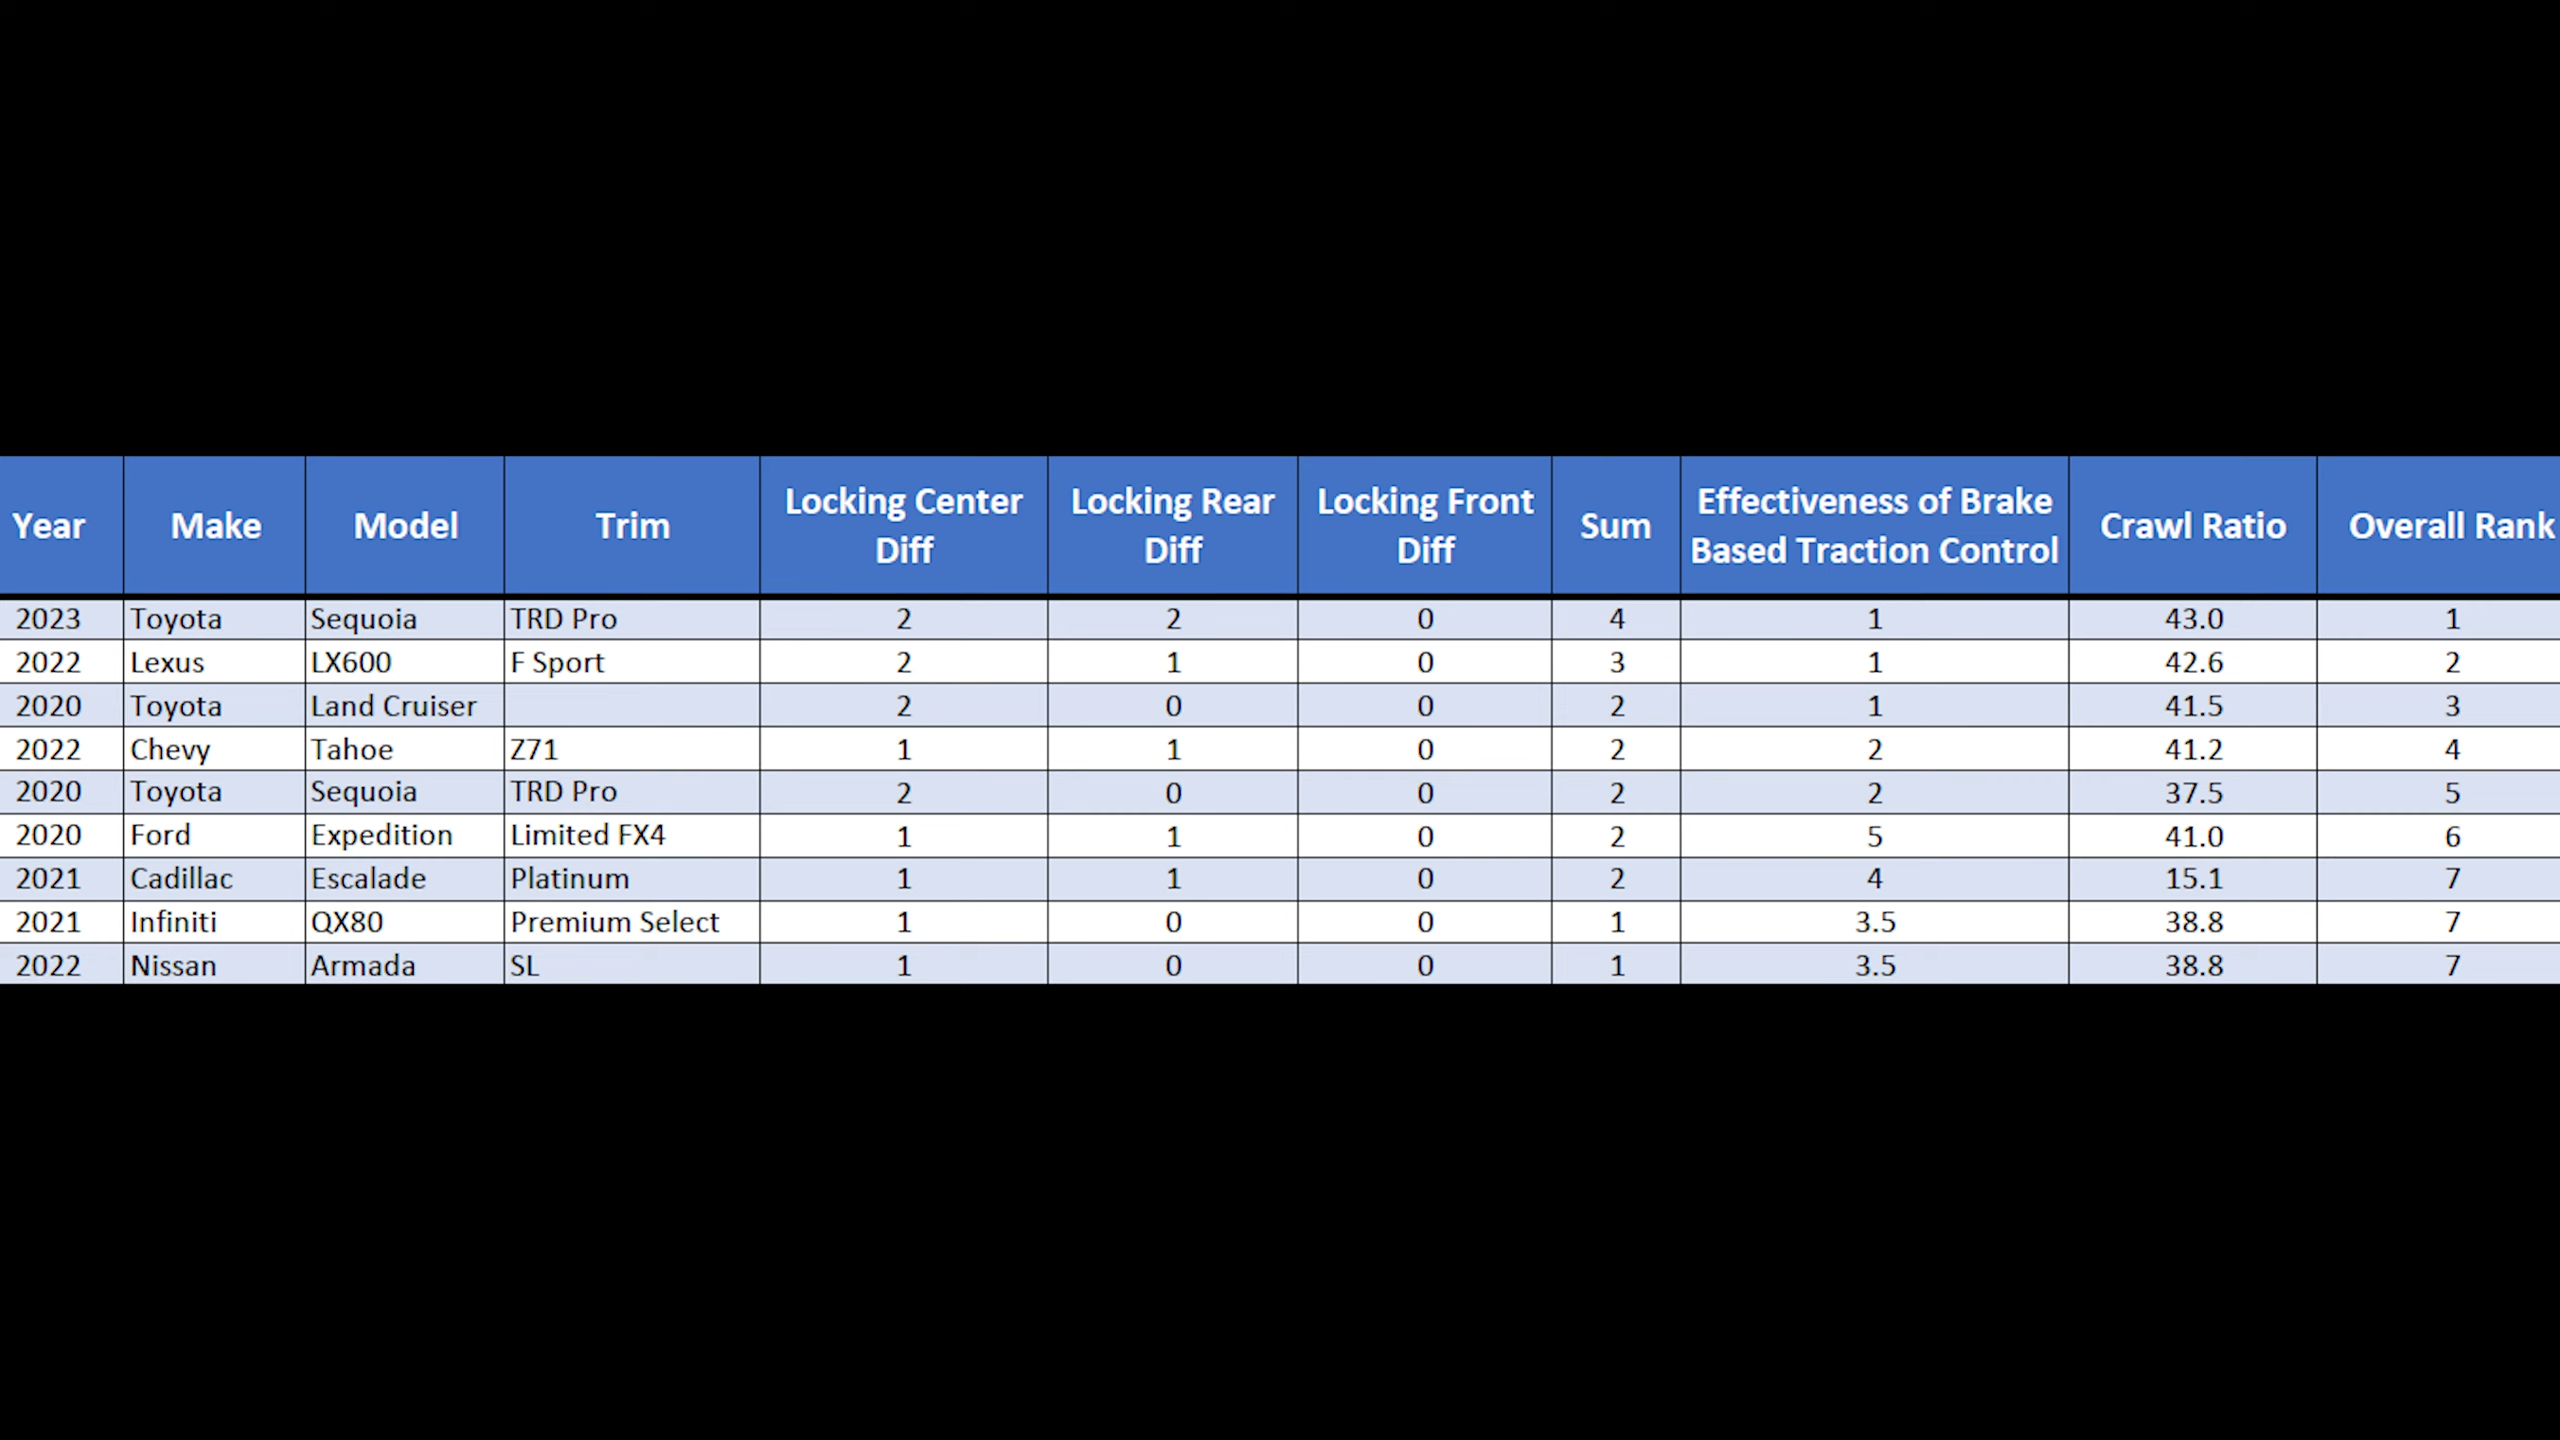 Year Make Model Trim Locking Center Diff Locking Rear Diff Locking Front Diff Sum Effectiveness of Brake Based Traction Control Crawl Ratio Overall Rank
2023 Toyota Sequoia TRD Pro 2 2 0 4 1 43.0 1
2022 Lexus LX600 F Sport 2 1 0 3 1 42.6 2
2020 Toyota Land Cruiser 2 0 0 2 1 41.5 3
2022 Chevy Tahoe Z71 1 1 0 2 2 41.2 4
2020 Toyota Sequoia TRD Pro 2 0 0 2 2 37.5 5
2020 Ford Expedition Limited FX4 1 1 0 2 5 41.0 6
2021 Cadillac Escalade Platinum 1 1 0 2 4 15.1 7
2021 Infiniti QX80 Premium Select 1 0 0 1 3.5 38.8 7
2022 Nissan Armada SL 1 0 0 1 3.5 38.8 7